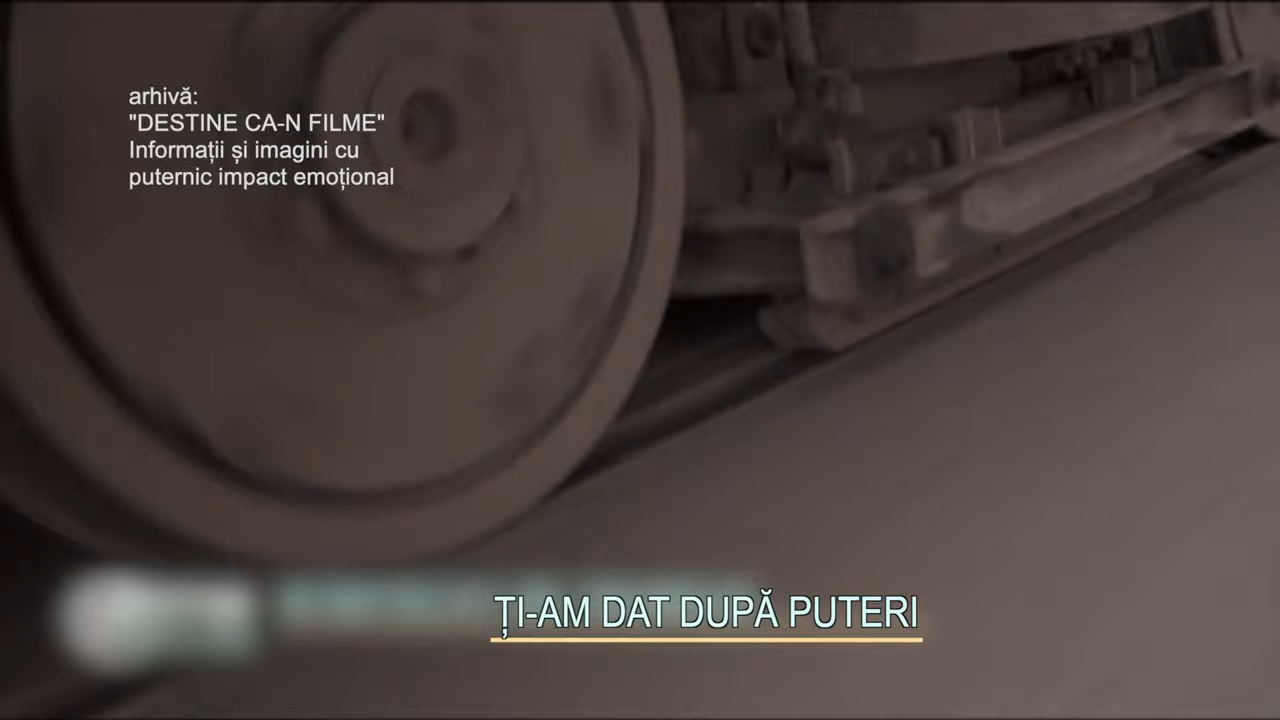 arhivă:
"DESTINE CA-N FILME"
Informații și imagini cu
puternic impact emoțional
ȚI-AM DAT DUPĂ PUTERI